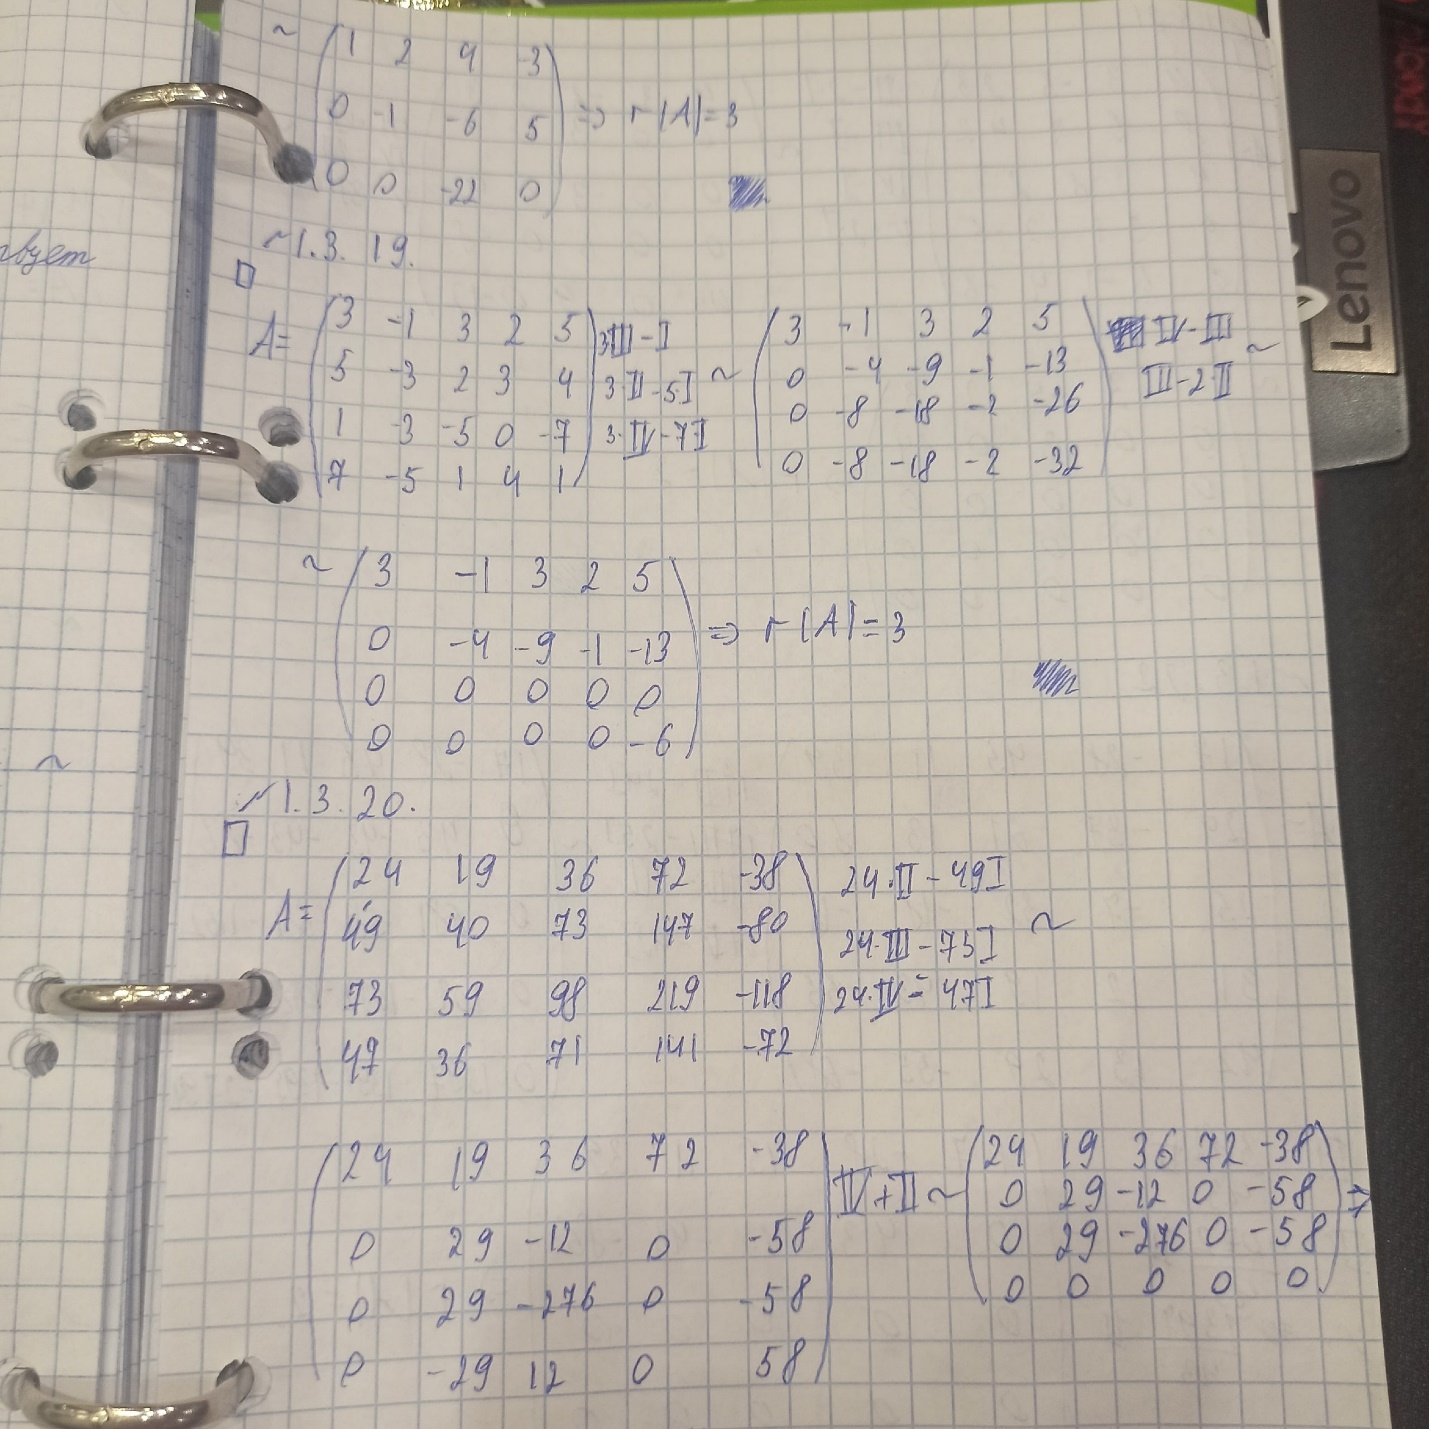 ~ (1 2 4 -3
0 -1 -6 5
0 0 -22 0) => r(A)=3
~1.3.19.
A= (3 -1 3 2 5
5 -3 2 3 4
1 -3 -5 0 -7
7 -5 1 4 1)
3III-I
3·II-5I
3·IV-7I
~ (3 -1 3 2 5
0 -4 -9 -1 -13
0 -8 -18 -2 -26
0 -8 -18 -2 -32)
IV-III
III-2·II
~
~ (3 -1 3 2 5
0 -4 -9 -1 -13
0 0 0 0 0
0 0 0 0 -6) => r(A)=3
~
~1.3.20.
A= (24 19 36 72 -38
49 40 73 147 -80
73 59 98 219 -118
47 36 71 141 -72)
24·II-49I
24·III-73I
24·IV-47I
~
(24 19 36 72 -38
0 29 -12 0 -58
0 29 -276 0 -58
0 -29 12 0 58)
IV+II ~
(24 19 36 72 -38
0 29 -12 0 -58
0 29 -276 0 -58
0 0 0 0 0) =>
Lenovo